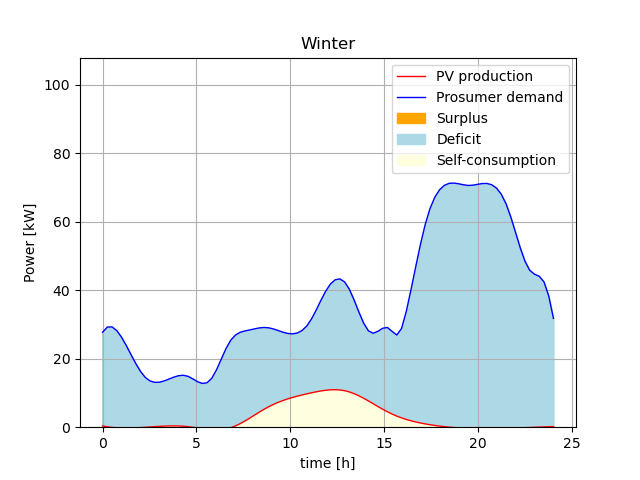 Winter
100
80
60
40
20
0
Power [kW]
PV production
Prosumer demand
Surplus
Deficit
Self-consumption
0 5 10 15 20 25
time [h]